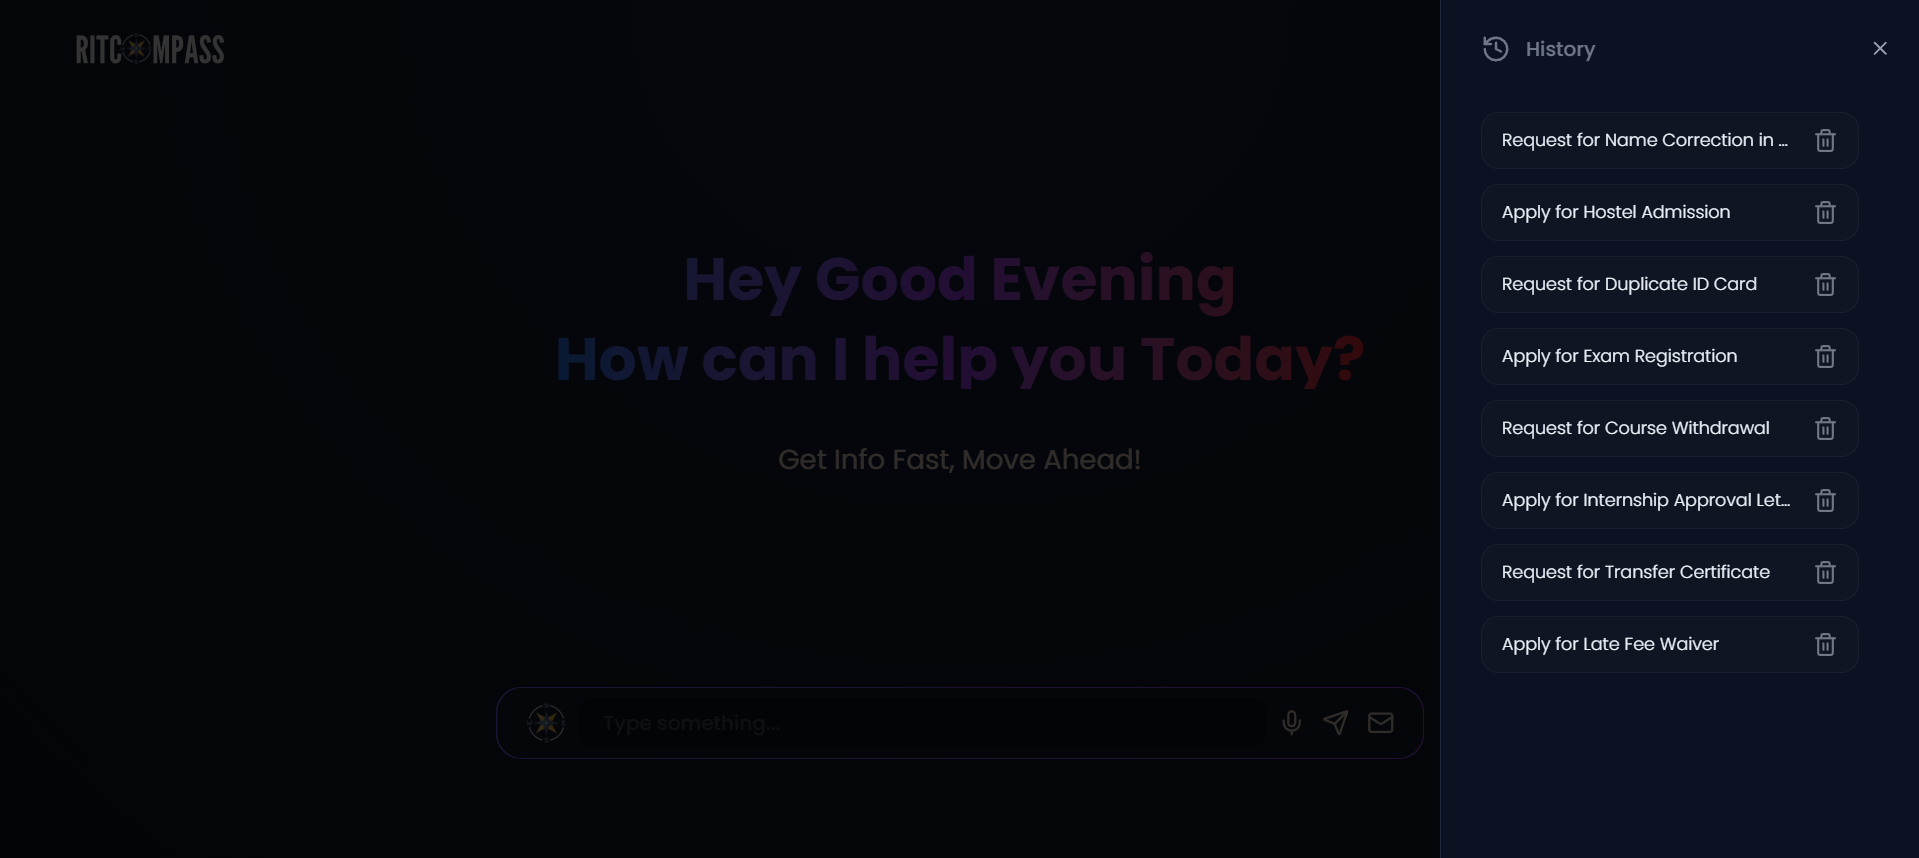 RITCOMPASS
History
Request for Name Correction in ...
Apply for Hostel Admission
Request for Duplicate ID Card
Apply for Exam Registration
Request for Course Withdrawal
Apply for Internship Approval Let...
Request for Transfer Certificate
Apply for Late Fee Waiver
Hey Good Evening
How can I help you Today?
Get Info Fast, Move Ahead!
Type something...